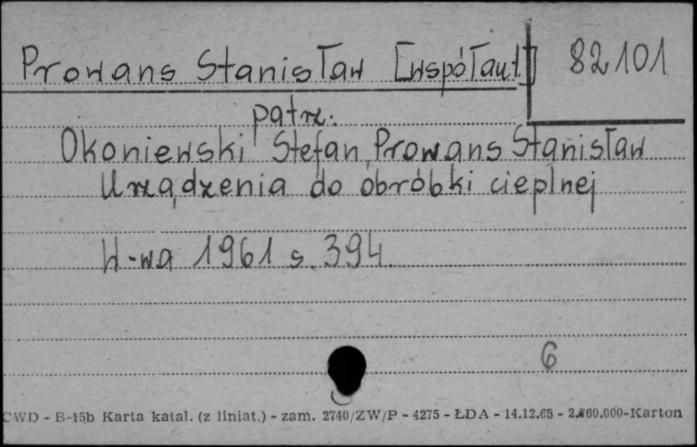 Prowans Stanisław [współaut.] 82101
patrz:
Okoniewski Stefan, Prowans Stanisław
Urządzenia do obróbki cieplnej
W-wa 1961 s. 394.
6
CWD - B-15b Karta katal. (z liniat.) - zam. 2740/ZW/P - 4275 - ŁDA - 14.12.65 - 2.460.000-Karton